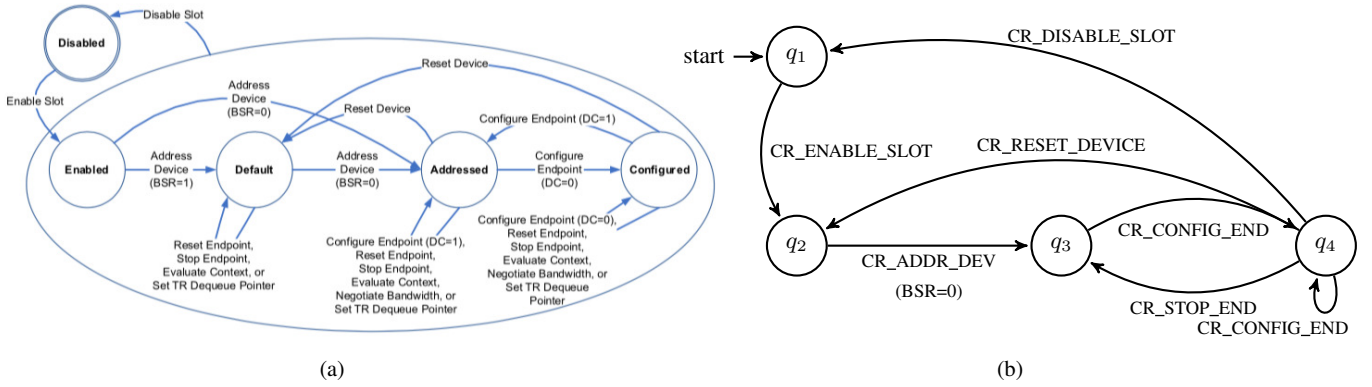 Disable Slot
Disabled
Enable Slot
Address
Device
(BSR=0)
Reset Device
Reset Device
Configure Endpoint (DC=1)
Enabled
Address
Device
(BSR=1)
Default
Address
Device
(BSR=0)
Addressed
Configure
Endpoint
(DC=0)
Configured
Reset Endpoint,
Stop Endpoint,
Evaluate Context, or
Set TR Dequeue Pointer
Configure Endpoint (DC=1),
Reset Endpoint,
Stop Endpoint,
Evaluate Context,
Negotiate Bandwidth, or
Set TR Dequeue Pointer
Configure Endpoint (DC=0),
Reset Endpoint,
Stop Endpoint,
Evaluate Context,
Negotiate Bandwidth, or
Set TR Dequeue
Pointer
(a)
start
q1
CR_DISABLE_SLOT
CR_ENABLE_SLOT
CR_RESET_DEVICE
q2
CR_ADDR_DEV
(BSR=0)
q3
CR_CONFIG_END
q4
CR_STOP_END
CR_CONFIG_END
(b)